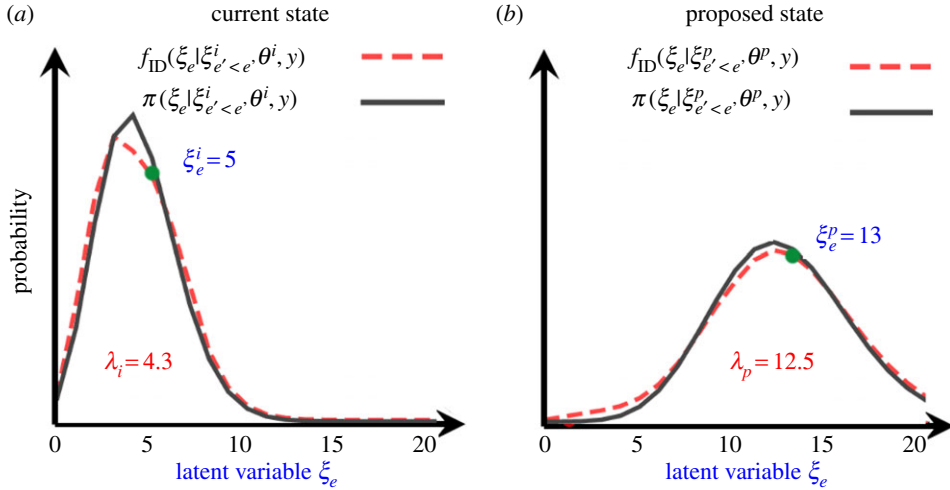 (a) current state
f_ID(ξ_e|ξ^i_{e′<e}, θ^i, y)
π(ξ_e|ξ^i_{e′<e}, θ^i, y)
ξ^i_e = 5
probability
λ_i = 4.3
0 5 10 15 20
latent variable ξ_e
(b) proposed state
f_ID(ξ_e|ξ^p_{e′<e}, θ^p, y)
π(ξ_e|ξ^p_{e′<e}, θ^p, y)
ξ^p_e = 13
λ_p = 12.5
0 5 10 15 20
latent variable ξ_e